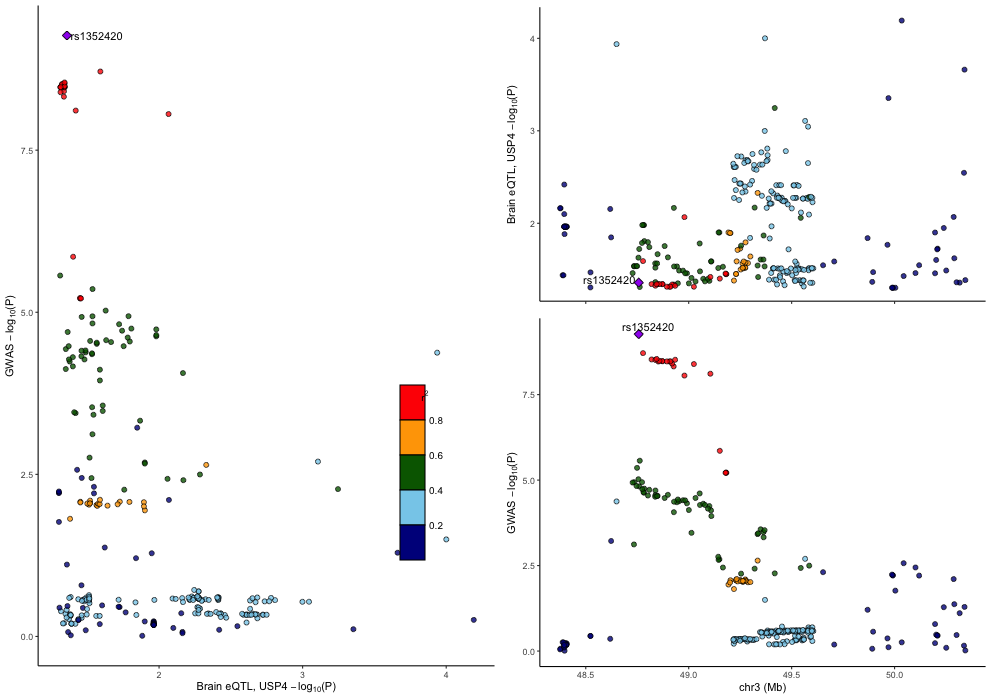 rs1352420
7.5
5.0
2.5
0.0
GWAS −log10(P)
2
3
4
Brain eQTL, USP4 −log10(P)
r2
0.8
0.6
0.4
0.2
4
3
2
Brain eQTL, USP4 −log10(P)
rs1352420
rs1352420
7.5
5.0
2.5
0.0
GWAS −log10(P)
48.5
49.0
49.5
50.0
chr3 (Mb)